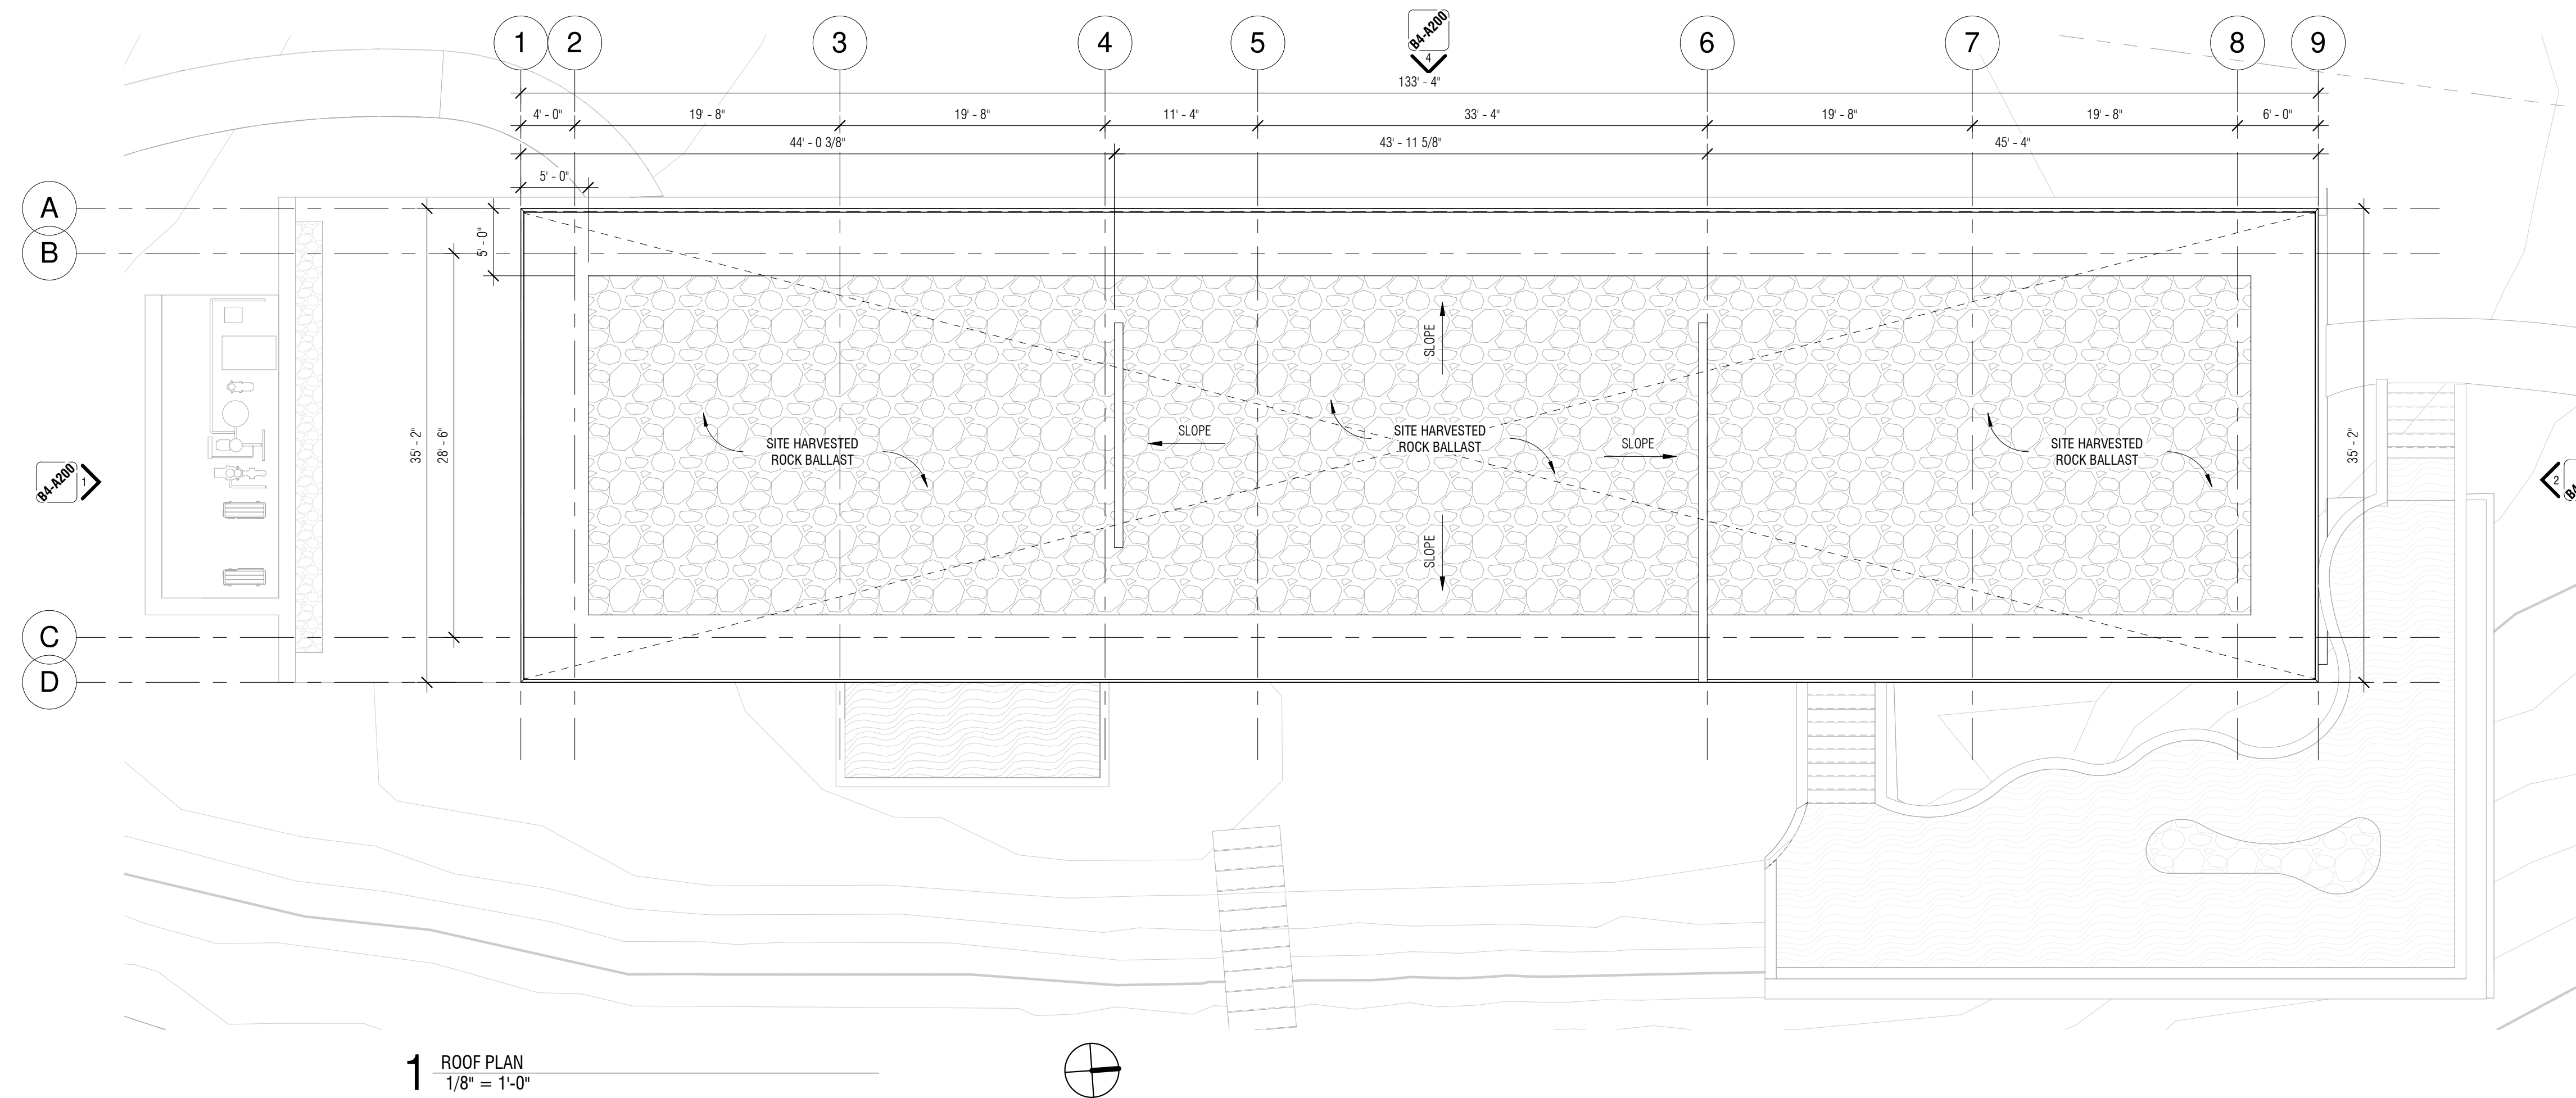 1 2 3 4 5 6 7 8 9
B4-A200
4
133' - 4"
4' - 0" 19' - 8" 19' - 8" 11' - 4" 33' - 4" 19' - 8" 19' - 8" 6' - 0"
44' - 0 3/8" 43' - 11 5/8" 45' - 4"
5' - 0"
A
B
5' - 0"
SLOPE
SLOPE
SLOPE
SITE HARVESTED
ROCK BALLAST
SITE HARVESTED
ROCK BALLAST
SITE HARVESTED
ROCK BALLAST
35' - 2"
28' - 6"
35' - 2"
B4-A200
1
2
SLOPE
C
D
1 ROOF PLAN
1/8" = 1'-0"